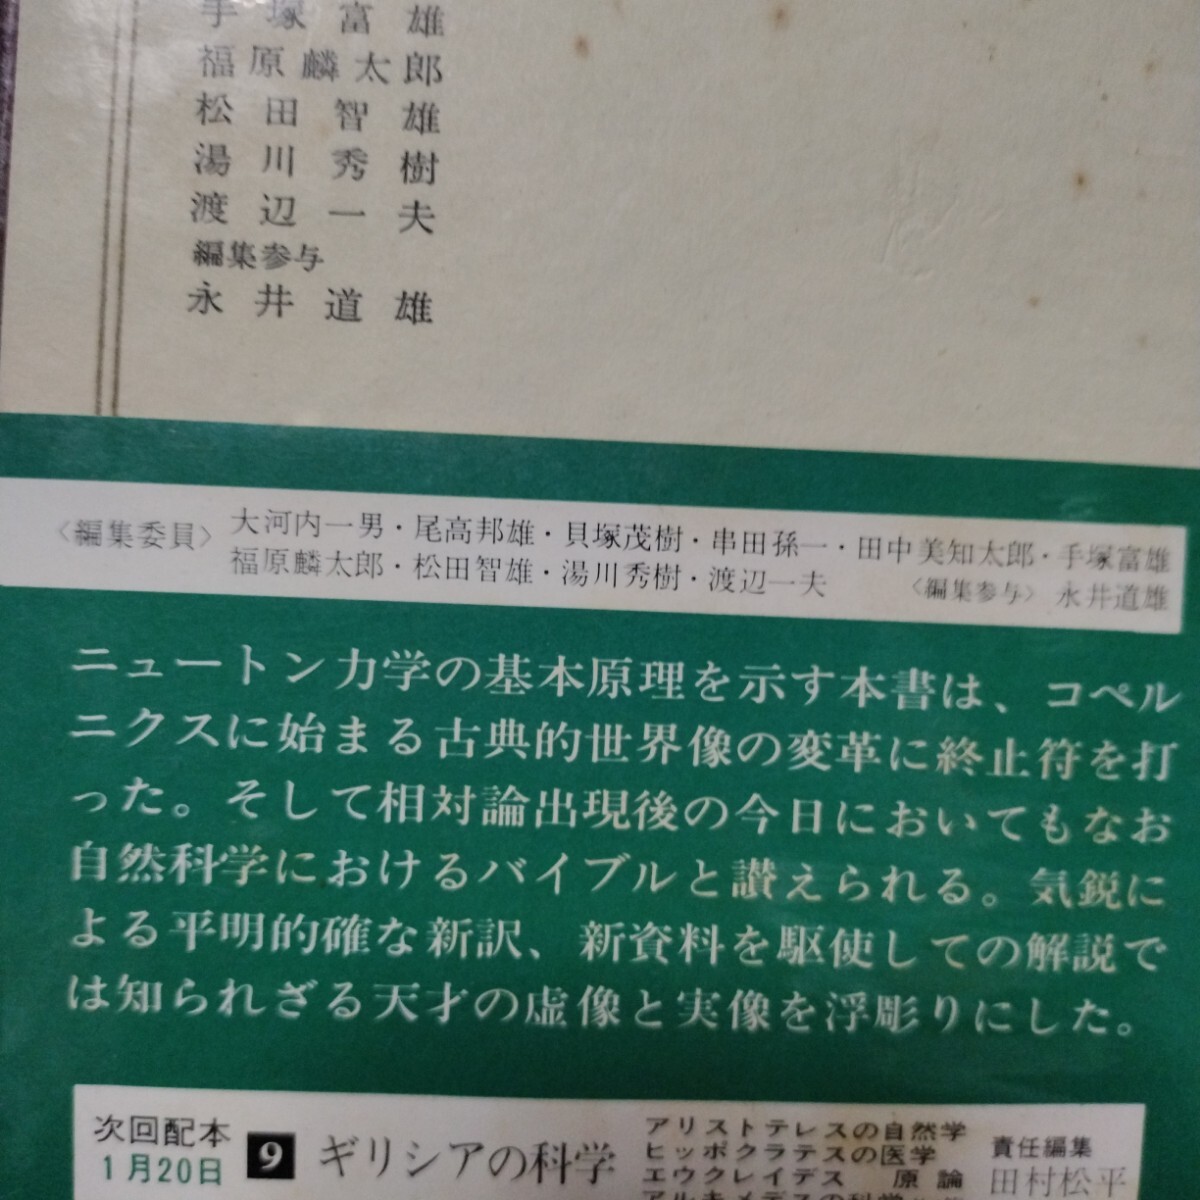 手塚富雄
福原麟太郎
松田智雄
湯川秀樹
渡辺一夫
編集参与
永井道雄
〈編集委員〉大河内一男・尾高邦雄・貝塚茂樹・串田孫一・田中美知太郎・手塚富雄
福原麟太郎・松田智雄・湯川秀樹・渡辺一夫 〈編集参与〉永井道雄
ニュートン力学の基本原理を示す本書は、コペル
ニクスに始まる古典的世界像の変革に終止符を打
った。そして相対論出現後の今日においてもなお
自然科学におけるバイブルと讃えられる。気鋭に
よる平明的確な新訳、新資料を駆使しての解説で
は知られざる天才の虚像と実像を浮彫りにした。
次回配本
1月20日
9 ギリシアの科学
アリストテレスの自然学
ヒッポクラテスの医学
エウクレイデス 原論
アルキメデスの科学
責任編集
田村松平